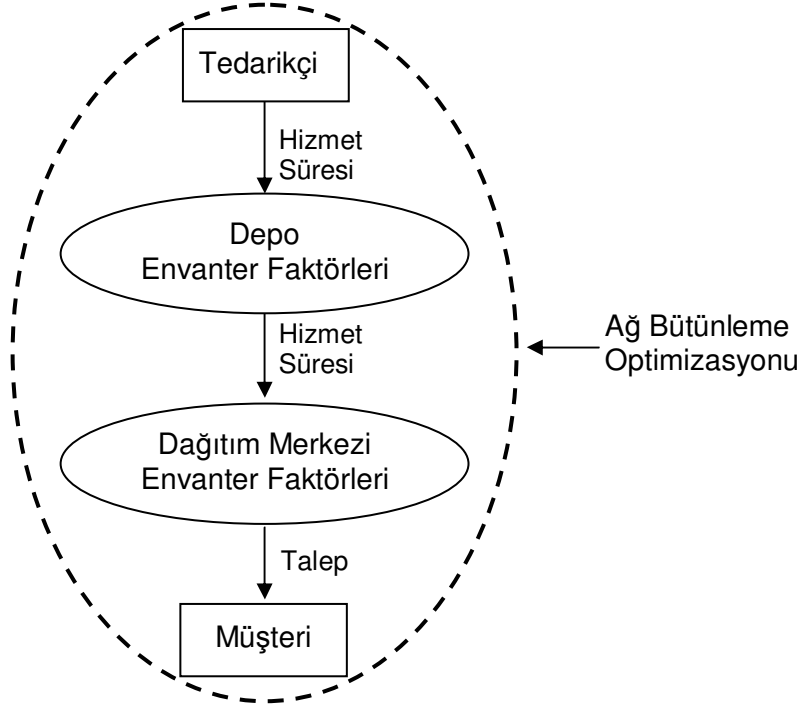 Tedarikçi
Hizmet
Süresi
Depo
Envanter Faktörleri
Hizmet
Süresi
Ağ Bütünleme
Optimizasyonu
Dağıtım Merkezi
Envanter Faktörleri
Talep
Müşteri